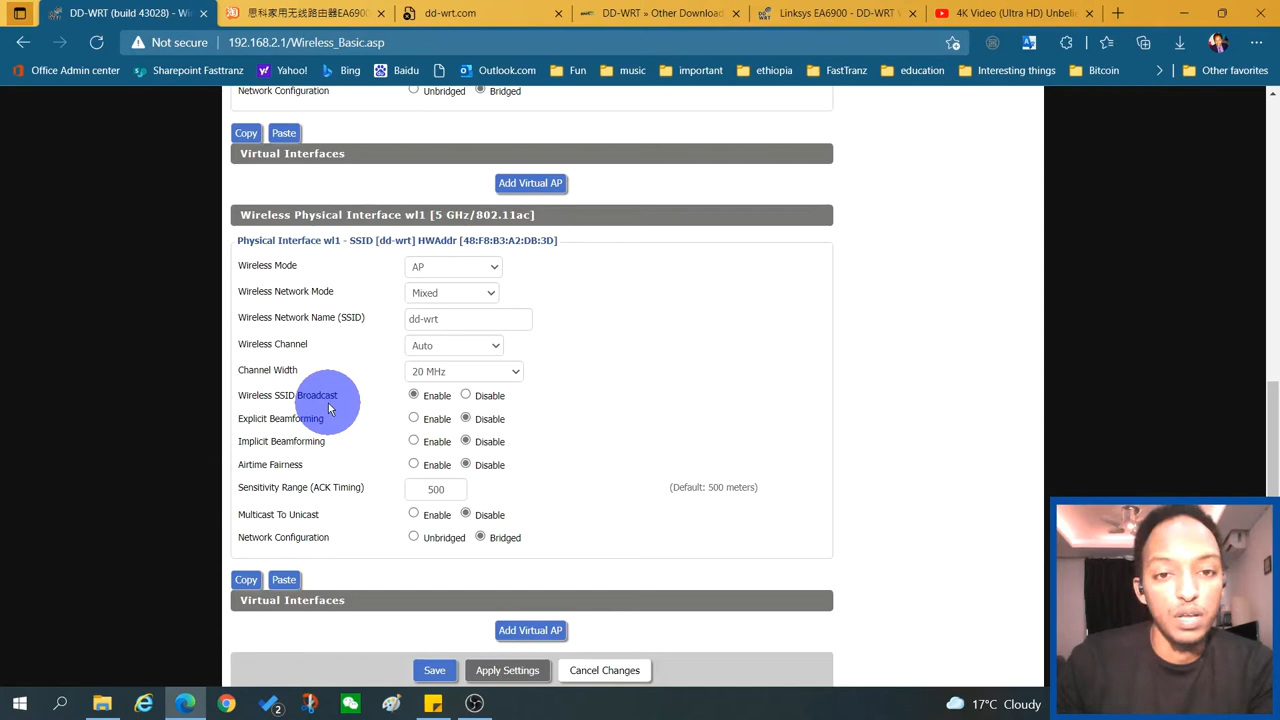 DD-WRT (build 43028) - Wi
思科家用无线路由器EA6900
dd-wrt.com
DD-WRT » Other Download
Linksys EA6900 - DD-WRT
4K Video (Ultra HD) Unbeli
Not secure 192.168.2.1/Wireless_Basic.asp
Office Admin center Sharepoint Fasttranz Yahoo! Bing Baidu Outlook.com Fun music important ethiopia FastTranz education Interesting things Bitcoin Other favorites
Network Configuration Unbridged Bridged
Copy Paste
Virtual Interfaces
Add Virtual AP
Wireless Physical Interface wl1 [5 GHz/802.11ac]
Physical Interface wl1 - SSID [dd-wrt] HWAddr [48:F8:B3:A2:DB:3D]
Wireless Mode AP
Wireless Network Mode Mixed
Wireless Network Name (SSID) dd-wrt
Wireless Channel Auto
Channel Width 20 MHz
Wireless SSID Broadcast Enable Disable
Explicit Beamforming Enable Disable
Implicit Beamforming Enable Disable
Airtime Fairness Enable Disable
Sensitivity Range (ACK Timing) 500 (Default: 500 meters)
Multicast To Unicast Enable Disable
Network Configuration Unbridged Bridged
Copy Paste
Virtual Interfaces
Add Virtual AP
Save Apply Settings Cancel Changes
2
17°C Cloudy